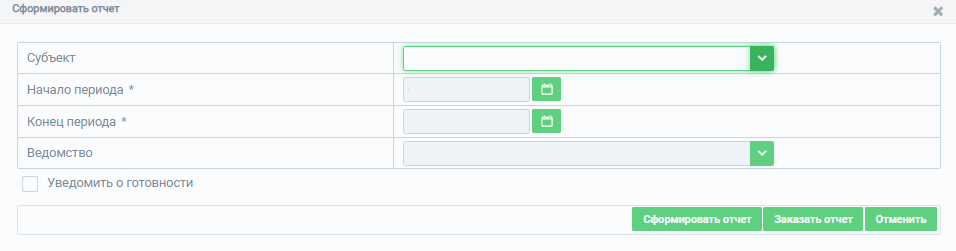 Сформировать отчет
Субъект
Начало периода *
Конец периода *
Ведомство
Уведомить о готовности
Сформировать отчет Заказать отчет Отменить